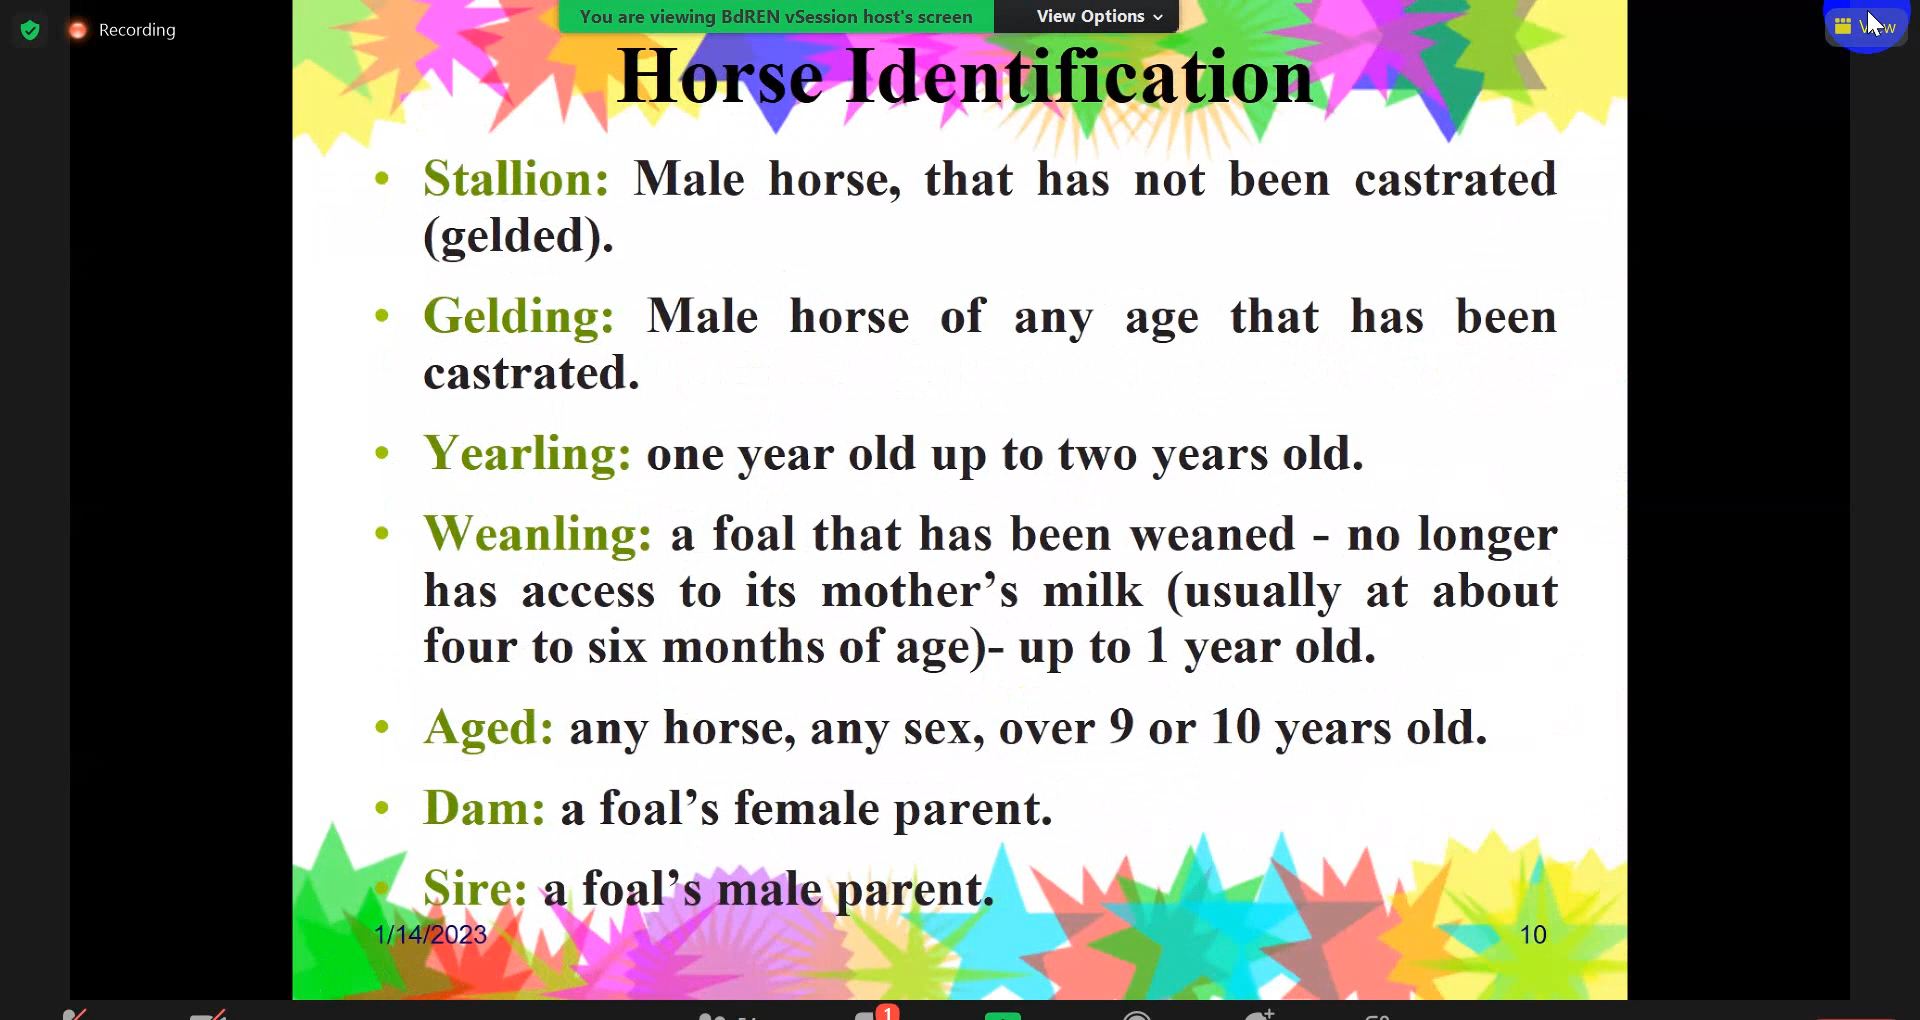 Recording
You are viewing BdREN vSession host's screen
View Options
Horse Identification
• Stallion: Male horse, that has not been castrated
(gelded).
• Gelding: Male horse of any age that has been
castrated.
• Yearling: one year old up to two years old.
• Weanling: a foal that has been weaned - no longer
has access to its mother’s milk (usually at about
four to six months of age)- up to 1 year old.
• Aged: any horse, any sex, over 9 or 10 years old.
• Dam: a foal’s female parent.
• Sire: a foal’s male parent.
1/14/2023
10
1